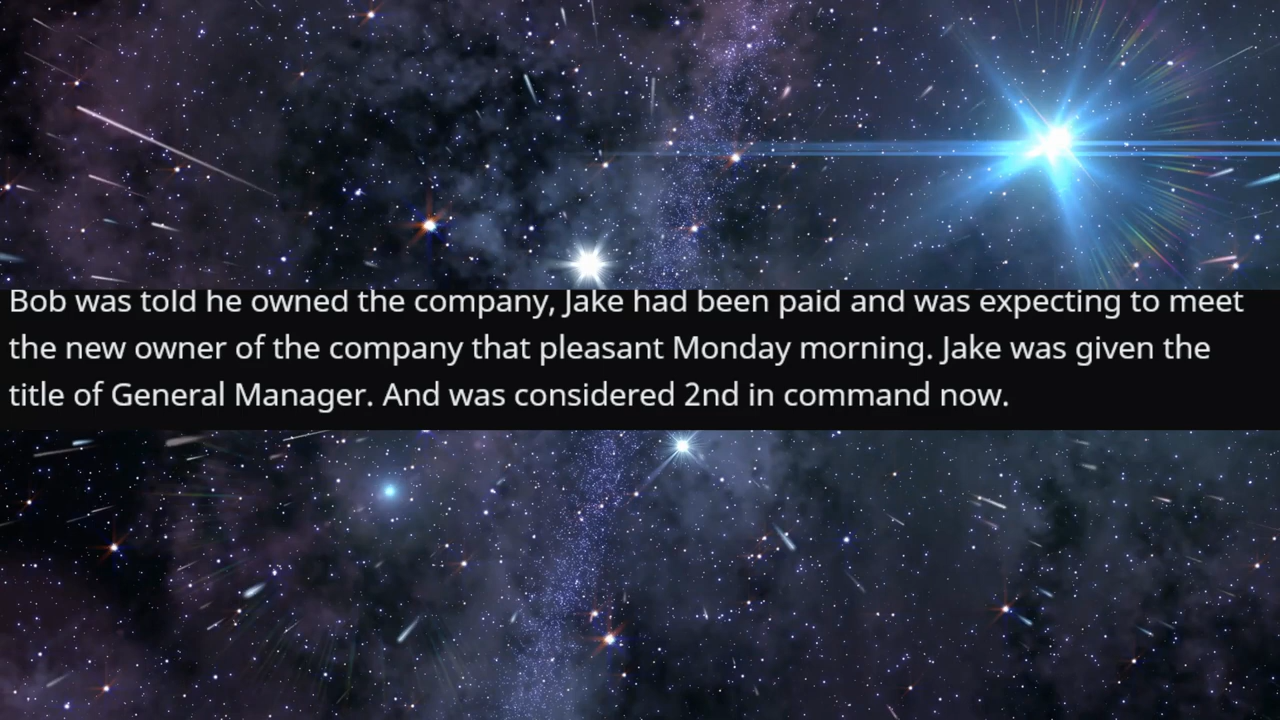 Bob was told he owned the company, Jake had been paid and was expecting to meet
the new owner of the company that pleasant Monday morning. Jake was given the
title of General Manager. And was considered 2nd in command now.